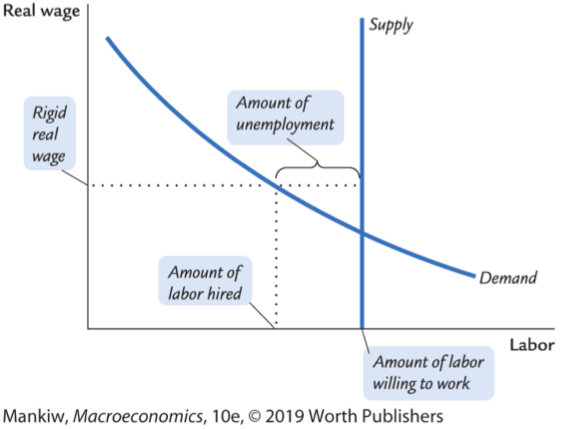 Real wage
Supply
Rigid
real
wage
Amount of
unemployment
Amount of
labor hired
Demand
Labor
Amount of labor
willing to work
Mankiw, Macroeconomics, 10e, © 2019 Worth Publishers